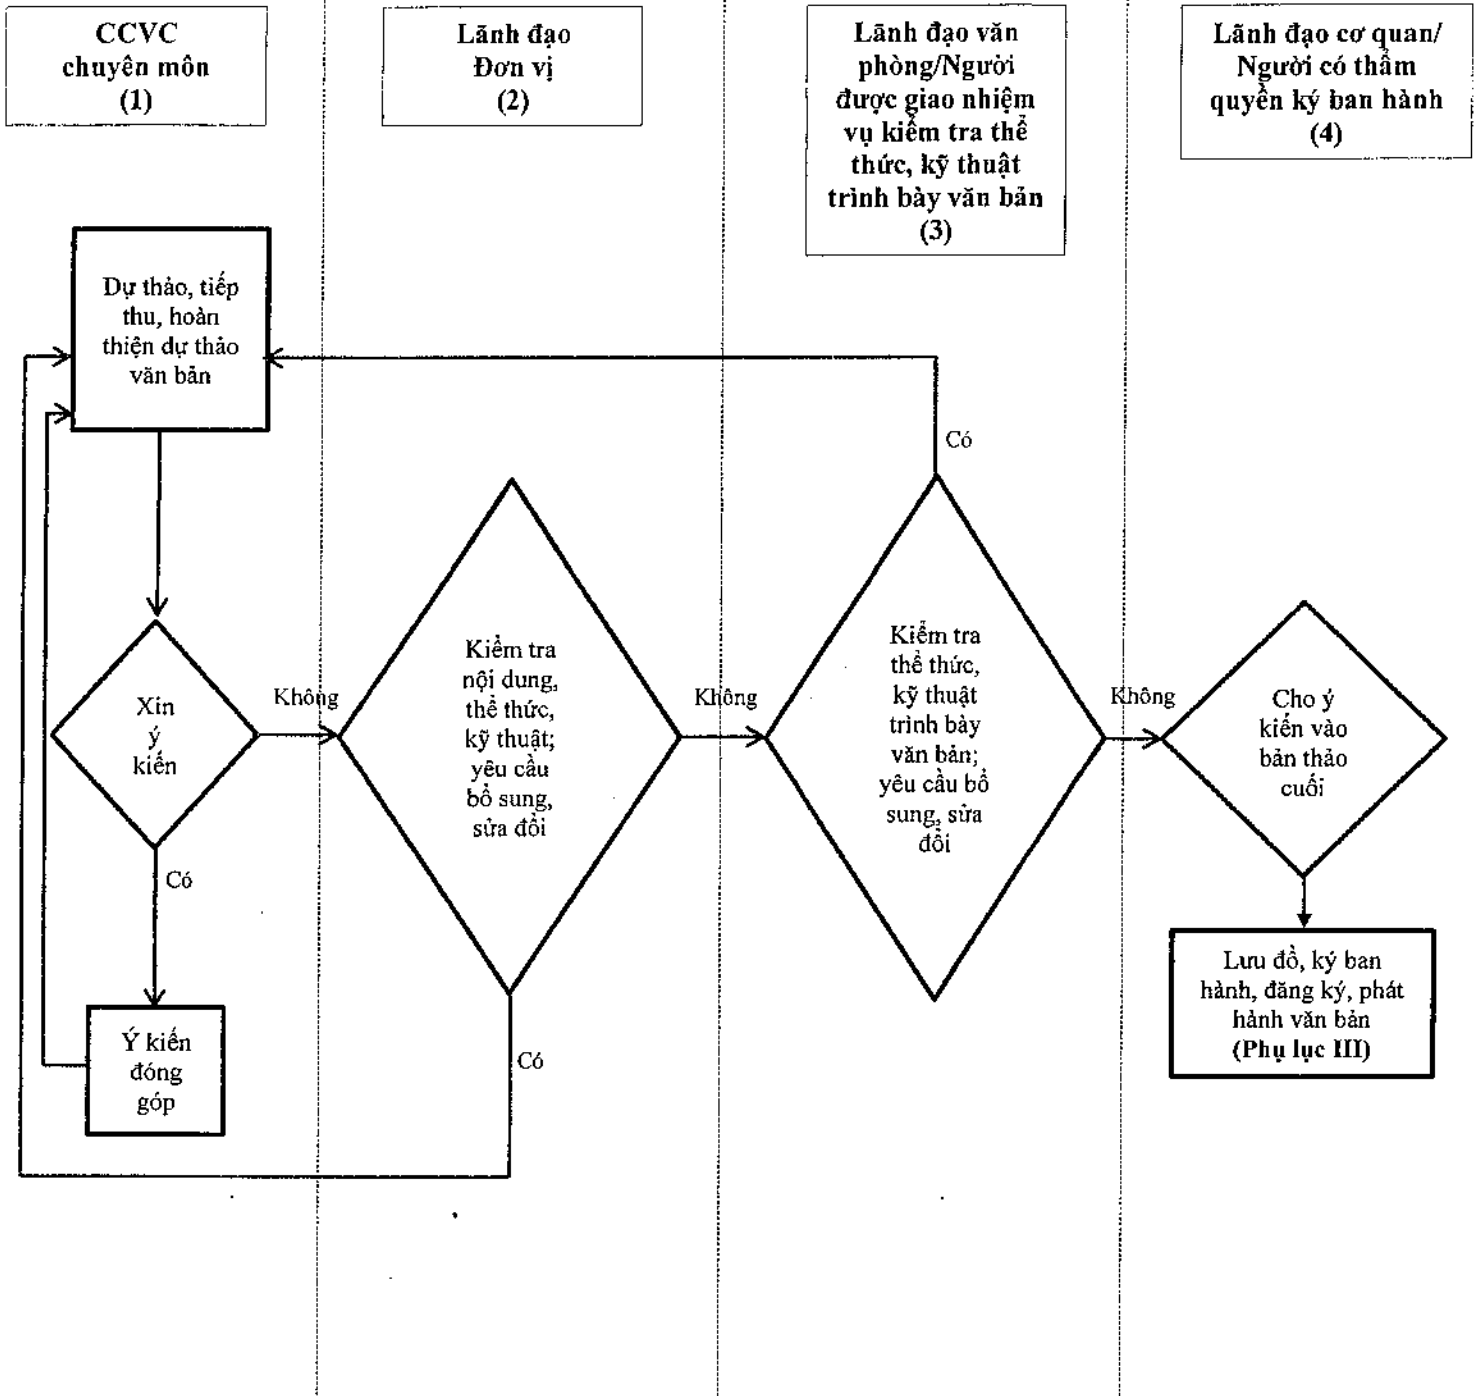 CCVC
chuyên môn
(1)
Lãnh đạo
Đơn vị
(2)
Lãnh đạo văn
phòng/Người
được giao nhiệm
vụ kiểm tra thể
thức, kỹ thuật
trình bày văn bản
(3)
Lãnh đạo cơ quan/
Người có thẩm
quyền ký ban hành
(4)
Dự thảo, tiếp
thu, hoàn
thiện dự thảo
văn bản
Có
Xin
ý
kiến
Không
Kiểm tra
nội dung,
thể thức,
kỹ thuật;
yêu cầu
bổ sung,
sửa đổi
Không
Kiểm tra
thể thức,
kỹ thuật
trình bày
văn bản;
yêu cầu bổ
sung, sửa
đổi
Không
Cho ý
kiến vào
bản thảo
cuối
Có
Ý kiến
đóng
góp
Có
Lưu đồ, ký ban
hành, đăng ký, phát
hành văn bản
(Phụ lục III)